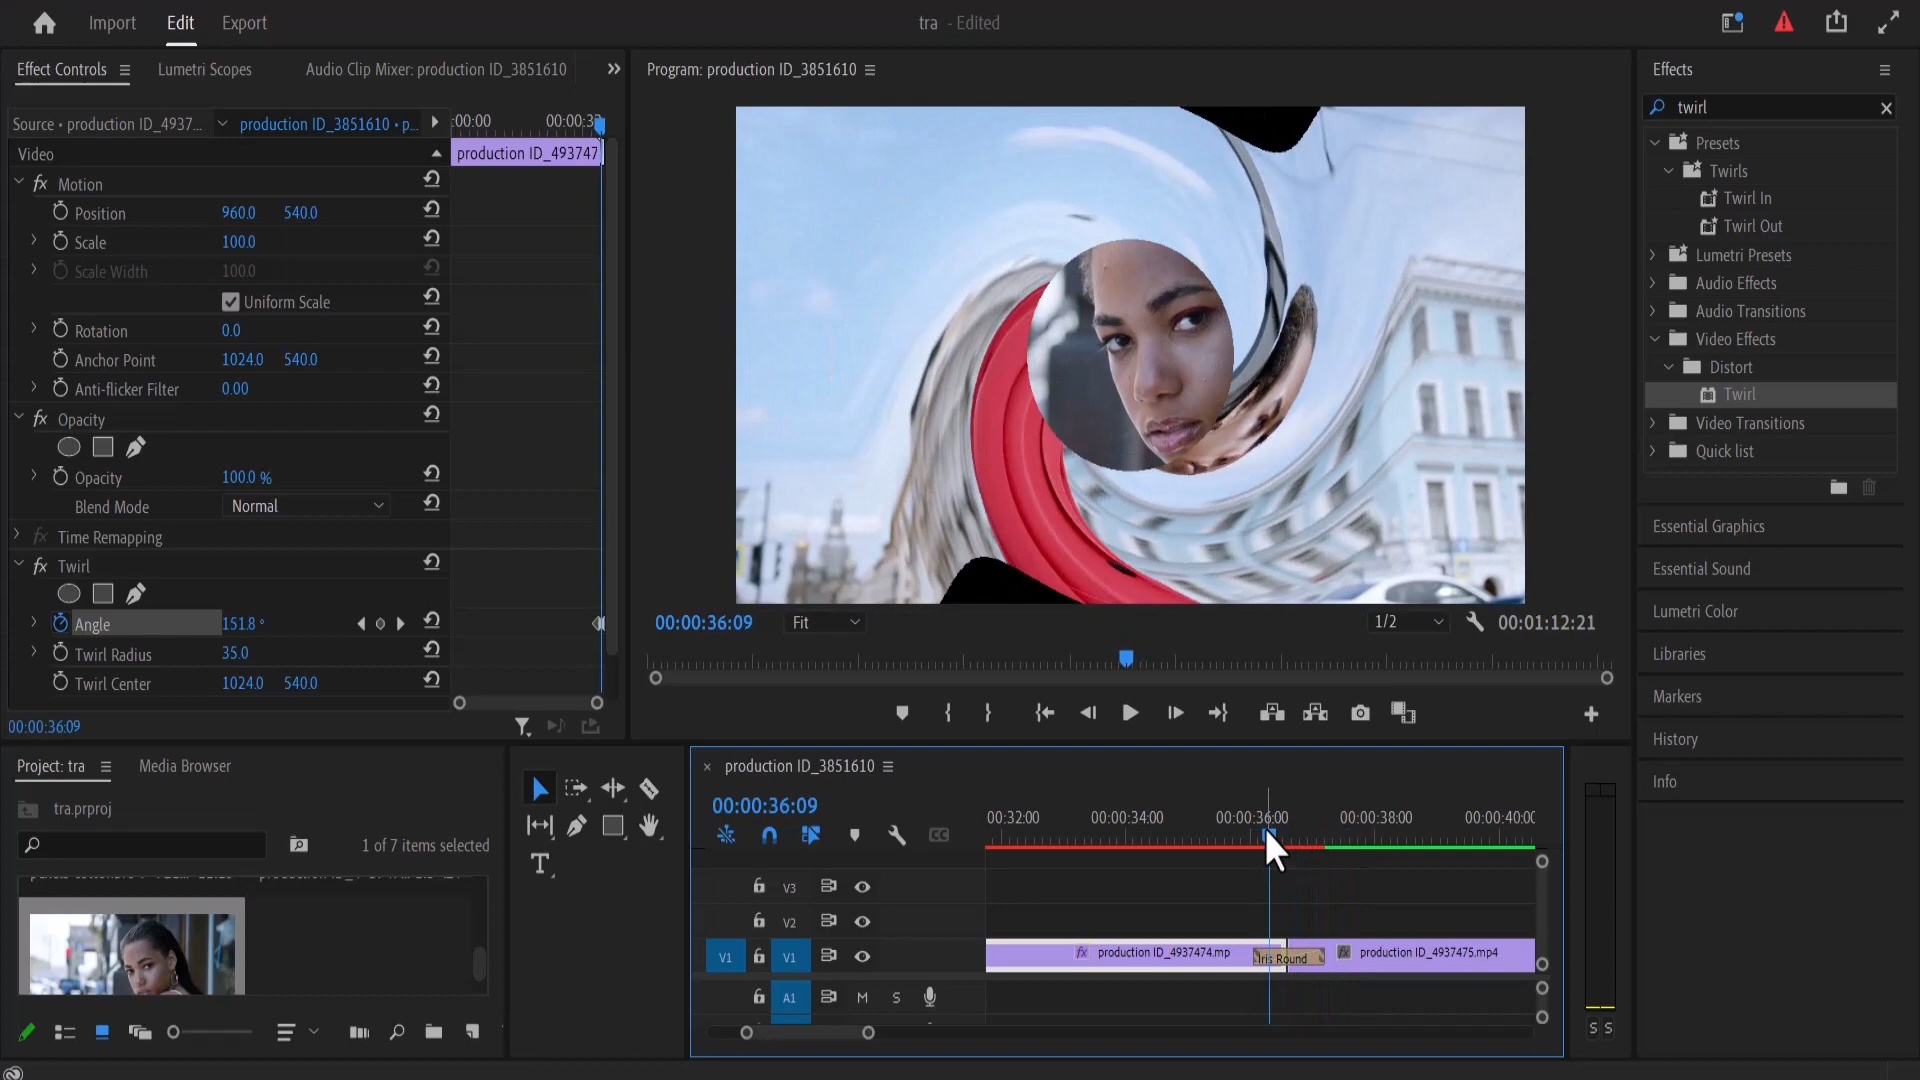 Import Edit Export
tra - Edited
Effect Controls Lumetri Scopes Audio Clip Mixer: production ID_3851610
Source • production ID_4937... production ID_3851610 • p...
:00:00 00:00:32
Video
production ID_493747
Motion
Position 960.0 540.0
Scale 100.0
Scale Width 100.0
Uniform Scale
Rotation 0.0
Anchor Point 1024.0 540.0
Anti-flicker Filter 0.00
Opacity
Opacity 100.0 %
Blend Mode Normal
Time Remapping
Twirl
Angle 151.8 °
Twirl Radius 35.0
Twirl Center 1024.0 540.0
00:00:36:09
Program: production ID_3851610
00:00:36:09 Fit 1/2 00:01:12:21
Effects
twirl
Presets
Twirls
Twirl In
Twirl Out
Lumetri Presets
Audio Effects
Audio Transitions
Video Effects
Distort
Twirl
Video Transitions
Quick list
Essential Graphics
Essential Sound
Lumetri Color
Libraries
Markers
History
Info
Project: tra Media Browser
tra.prproj
1 of 7 items selected
production ID_3851610
00:00:36:09
00:32:00 00:00:34:00 00:00:36:00 00:00:38:00 00:00:40:00
V3
V2
V1 V1 fx production ID_4937474.mp Iris Round fx production ID_4937475.mp4
A1 M S
S S